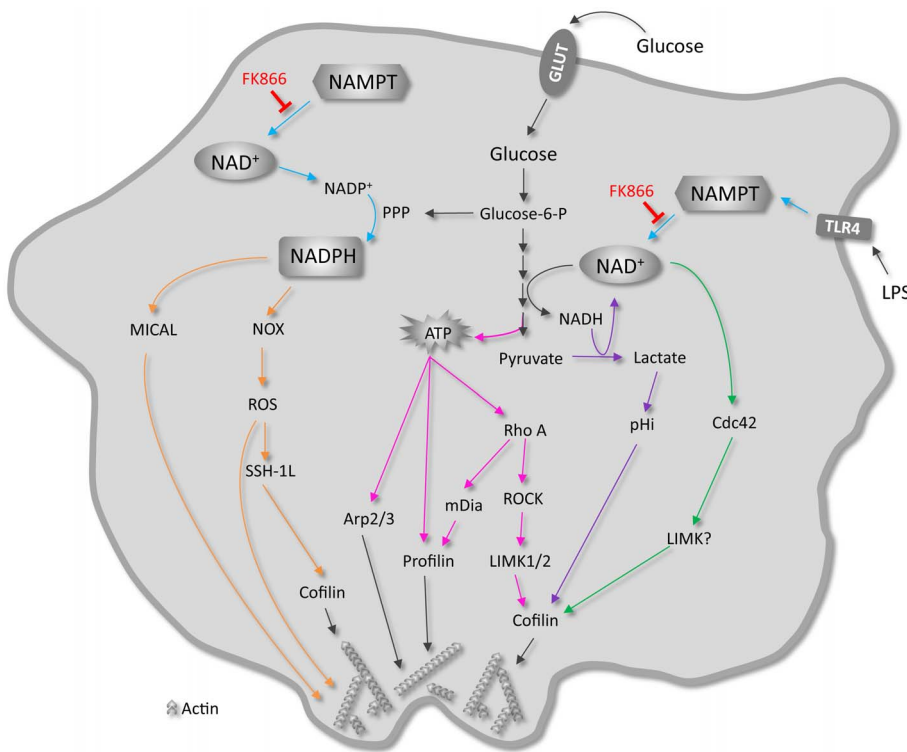 Glucose
GLUT
FK866
NAMPT
NAD⁺
NADP⁺
PPP
Glucose
Glucose-6-P
FK866
NAMPT
TLR4
LPS
NADPH
NAD⁺
MICAL
NOX
ATP
NADH
Pyruvate
Lactate
ROS
Rho A
pHi
Cdc42
SSH-1L
mDia
ROCK
Arp2/3
LIMK?
Profilin
LIMK1/2
Cofilin
Cofilin
Actin